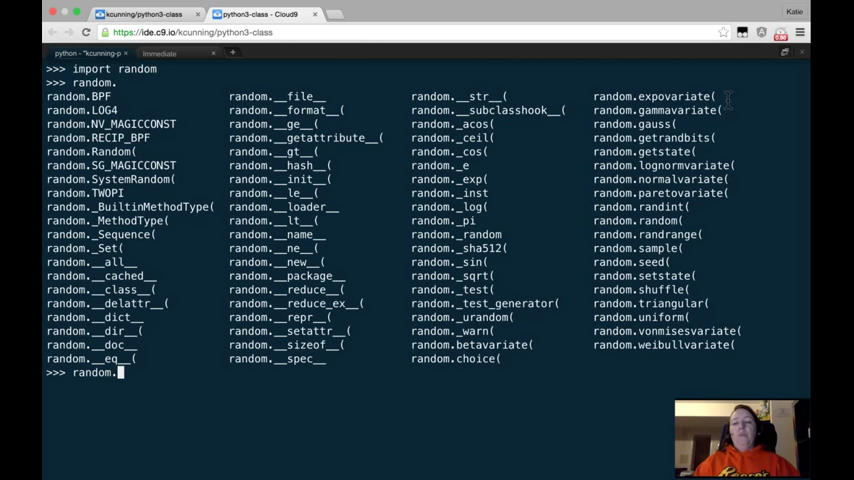 kcunning/python3-class
python3-class - Cloud9
Katie
https://ide.c9.io/kcunning/python3-class
0.86
python - "kcunning-p
Immediate
>>> import random
>>> random.
random.BPF random.__file__ random.__str__( random.expovariate(
random.LOG4 random.__format__( random.__subclasshook__( random.gammavariate(
random.NV_MAGICCONST random.__ge__( random._acos( random.gauss(
random.RECIP_BPF random.__getattribute__( random._ceil( random.getrandbits(
random.Random( random.__gt__( random._cos( random.getstate(
random.SG_MAGICCONST random.__hash__( random._e random.lognormvariate(
random.SystemRandom( random.__init__( random._exp( random.normalvariate(
random.TWOPI random.__le__( random._inst random.paretovariate(
random._BuiltinMethodType( random.__loader__ random._log( random.randint(
random._MethodType( random.__lt__( random._pi random.random(
random._Sequence( random.__name__ random._random random.randrange(
random._Set( random.__ne__( random._sha512( random.sample(
random.__all__ random.__new__( random._sin( random.seed(
random.__cached__ random.__package__ random._sqrt( random.setstate(
random.__class__( random.__reduce__( random._test( random.shuffle(
random.__delattr__( random.__reduce_ex__( random._test_generator( random.triangular(
random.__dict__ random.__repr__( random._urandom( random.uniform(
random.__dir__( random.__setattr__( random._warn( random.vonmisesvariate(
random.__doc__ random.__sizeof__( random.betavariate( random.weibullvariate(
random.__eq__( random.__spec__ random.choice(
>>> random.
Reese's